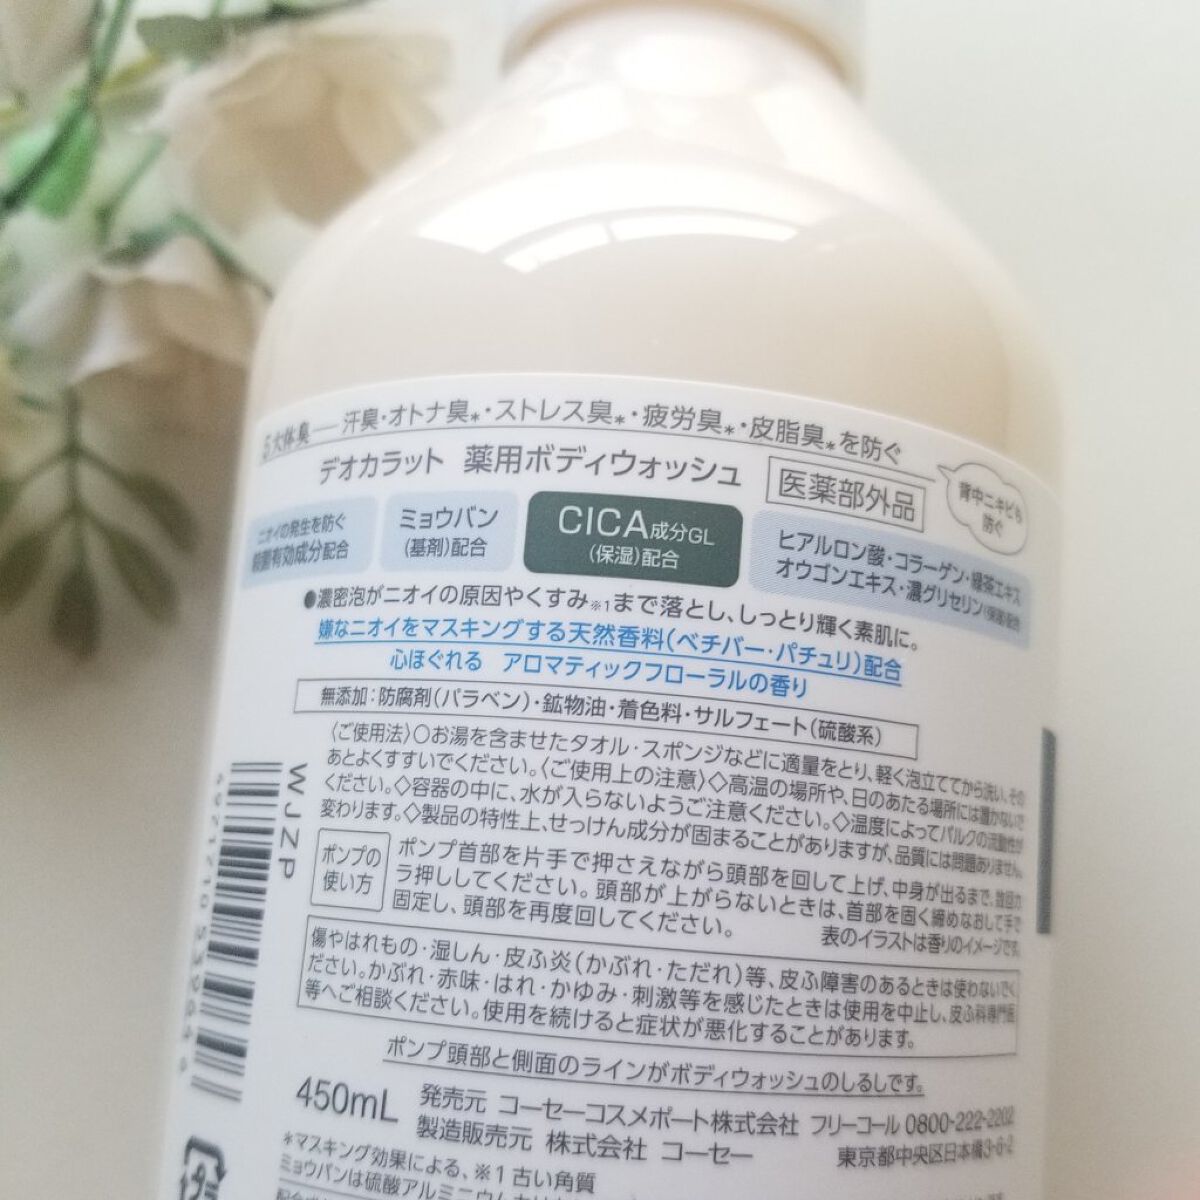 5大体臭―汗臭・オトナ臭*・ストレス臭*・疲労臭*・皮脂臭*を防ぐ
デオカラット 薬用ボディウォッシュ 医薬部外品
背中ニキビも
防ぐ
ニオイの発生を防ぐ
殺菌有効成分配合
ミョウバン
(基剤)配合
CICA成分GL
(保湿)配合
ヒアルロン酸・コラーゲン・緑茶エキス
オウゴンエキス・濃グリセリン(保湿)配合
●濃密泡がニオイの原因やくすみ※1まで落とし、しっとり輝く素肌に。
嫌なニオイをマスキングする天然香料(ベチバー・パチュリ)配合
心ほぐれる アロマティックフローラルの香り
無添加:防腐剤(パラベン)・鉱物油・着色料・サルフェート(硫酸系)
〈ご使用法〉○お湯を含ませたタオル・スポンジなどに適量をとり、軽く泡立ててから洗い、その
あとよくすすいでください。〈ご使用上の注意〉◇高温の場所や、日のあたる場所には置かないで
ください。◇容器の中に、水が入らないようご注意ください。◇温度によってバルクの流動性が
変わります。◇製品の特性上、せっけん成分が固まることがありますが、品質には問題ありません。
ポンプの
使い方
ポンプ首部を片手で押さえながら頭部を回して上げ、中身が出るまで、数回カ
ラ押ししてください。頭部が上がらないときは、首部を固く締めなおして手で
固定し、頭部を再度回してください。
表のイラストは香りのイメージです。
傷やはれもの・湿しん・皮ふ炎(かぶれ・ただれ)等、皮ふ障害のあるときは使わないでく
ださい。かぶれ・赤味・はれ・かゆみ・刺激等を感じたときは使用を中止し、皮ふ科専門医
等へご相談ください。使用を続けると症状が悪化することがあります。
ポンプ頭部と側面のラインがボディウォッシュのしるしです。
450mL
発売元 コーセーコスメポート株式会社 フリーコール 0800-222-2202
製造販売元 株式会社 コーセー 東京都中央区日本橋3-6-2
*マスキング効果による、※1 古い角質
ミョウバンは硫酸アルミニウム
WJZP